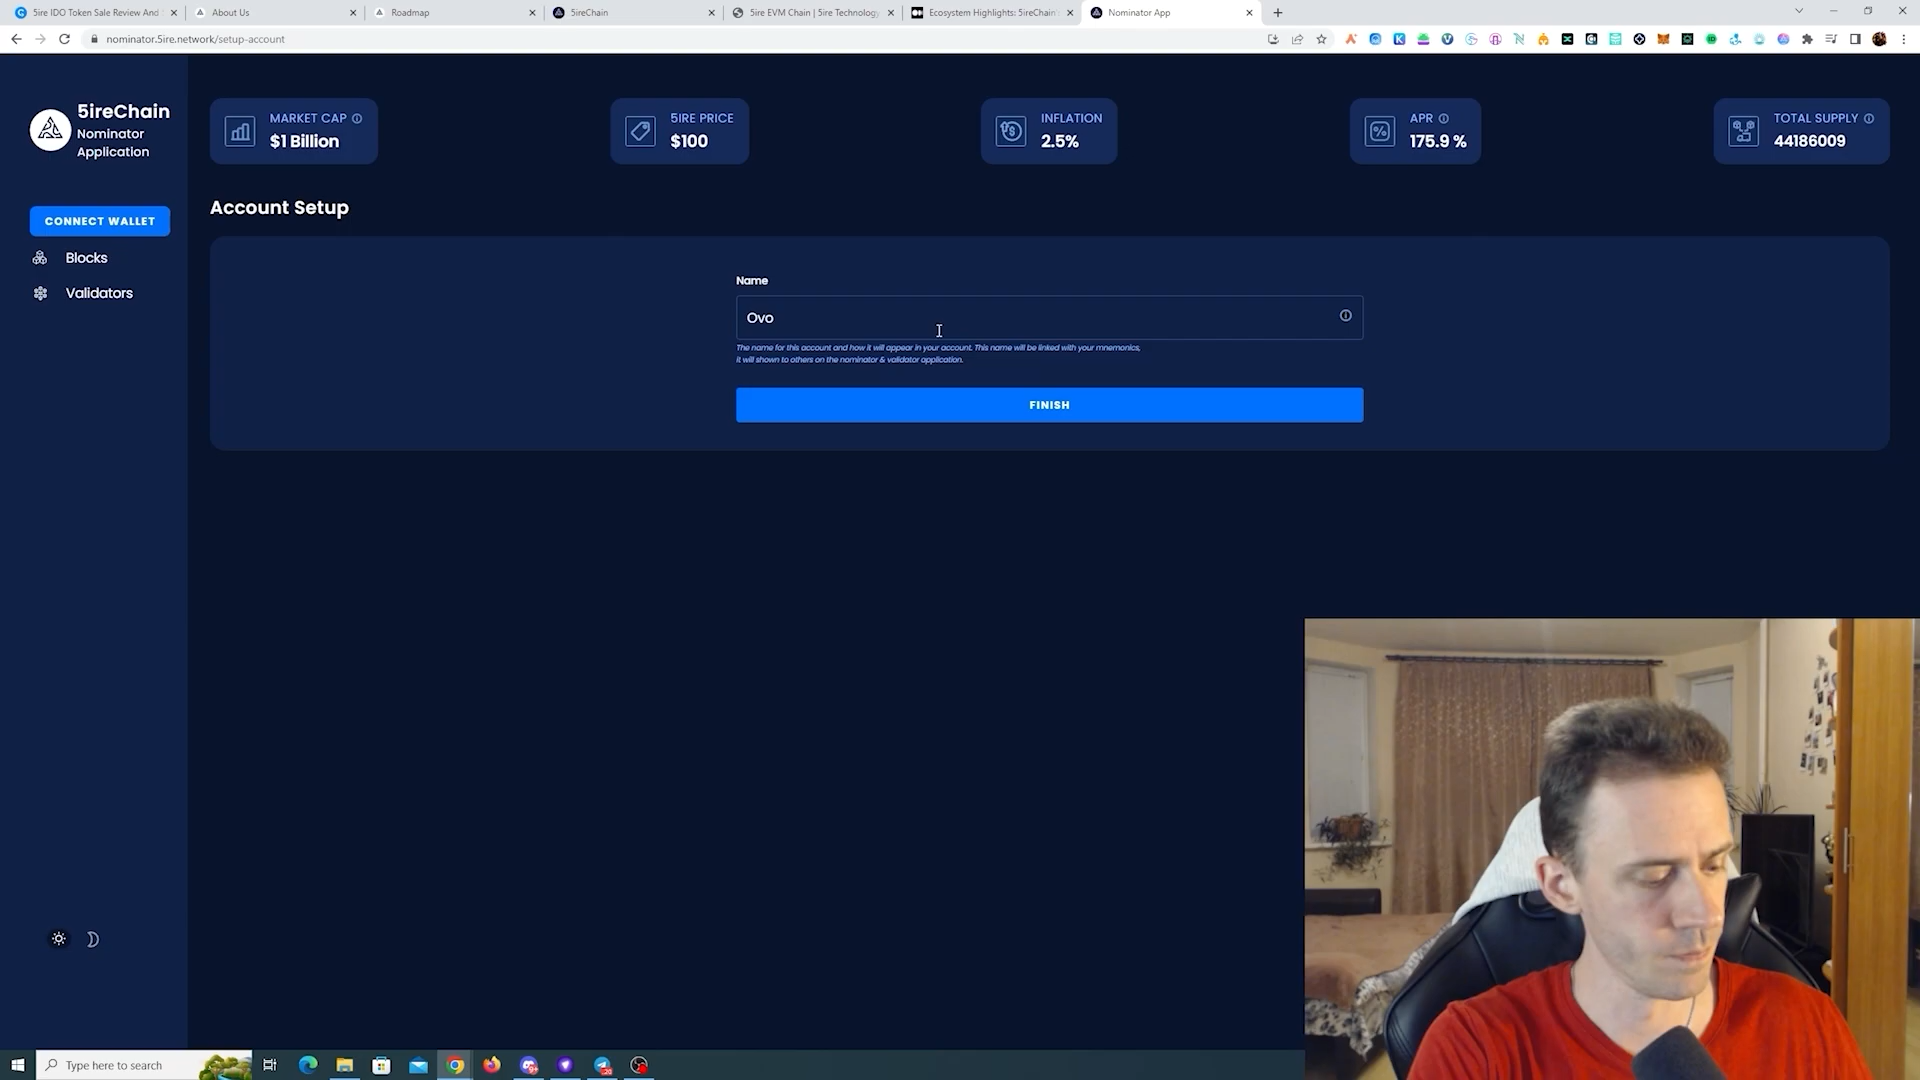 5ire IDO Token Sale Review And
About Us
Roadmap
5ireChain
5ire EVM Chain | 5ire Technology
Ecosystem Highlights: 5ireChain'
Nominator App
nominator.5ire.network/setup-account
5ireChain
Nominator
Application
MARKET CAP
$1 Billion
5IRE PRICE
$100
INFLATION
2.5%
APR
175.9 %
TOTAL SUPPLY
44186009
CONNECT WALLET
Blocks
Validators
Account Setup
Name
Ovo
The name for this account and how it will appear in your account. This name will be linked with your mnemonics,
it will shown to others on the nominator & validator application.
FINISH
Type here to search